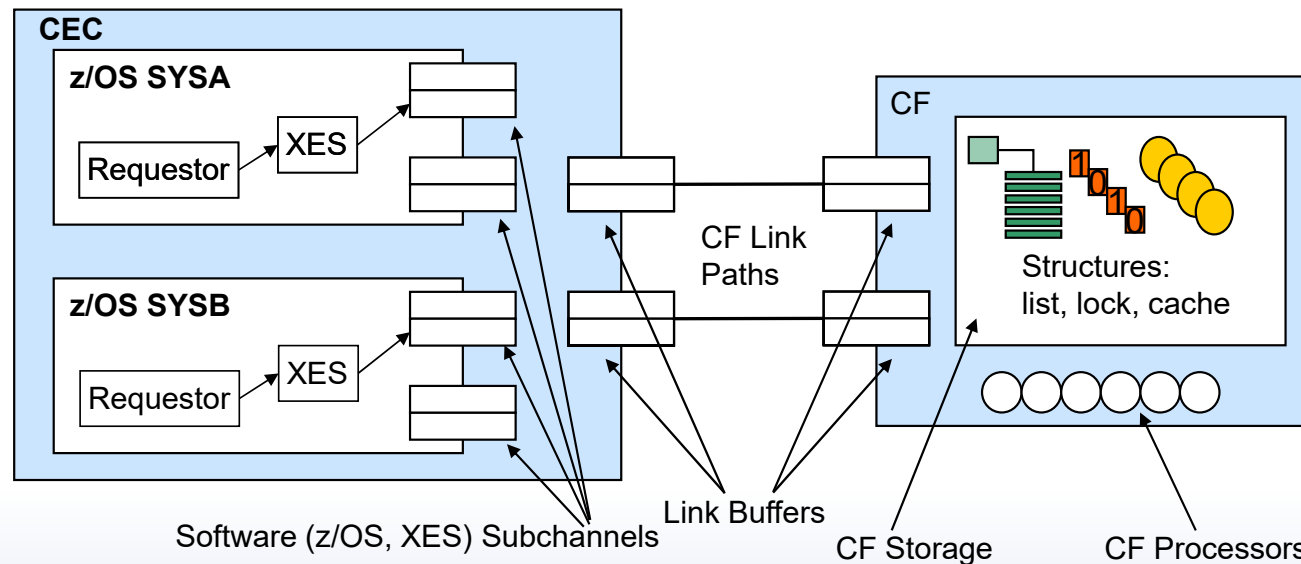 CEC
z/OS SYSA
Requestor
XES
z/OS SYSB
Requestor
XES
CF Link
Paths
CF
1
0
1
0
Structures:
list, lock, cache
Software (z/OS, XES) Subchannels
Link Buffers
CF Storage
CF Processors